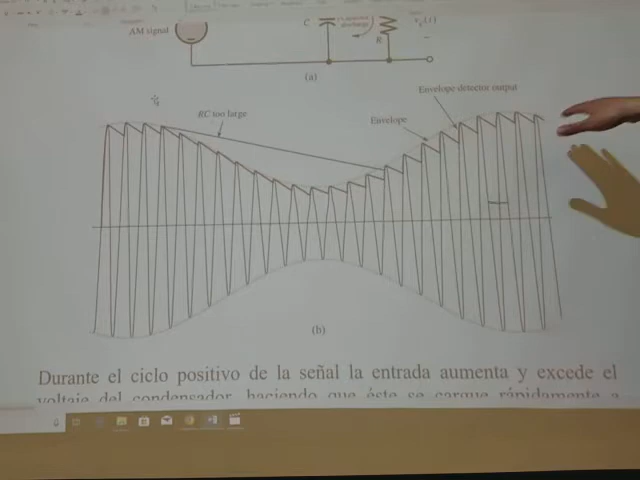 AM signal
C
R
(a)
Envelope detector output
RC too large
Envelope
(b)
Durante el ciclo positivo de la señal la entrada aumenta y excede el
voltaje del condensador, haciendo que éste se cargue rápidamente a